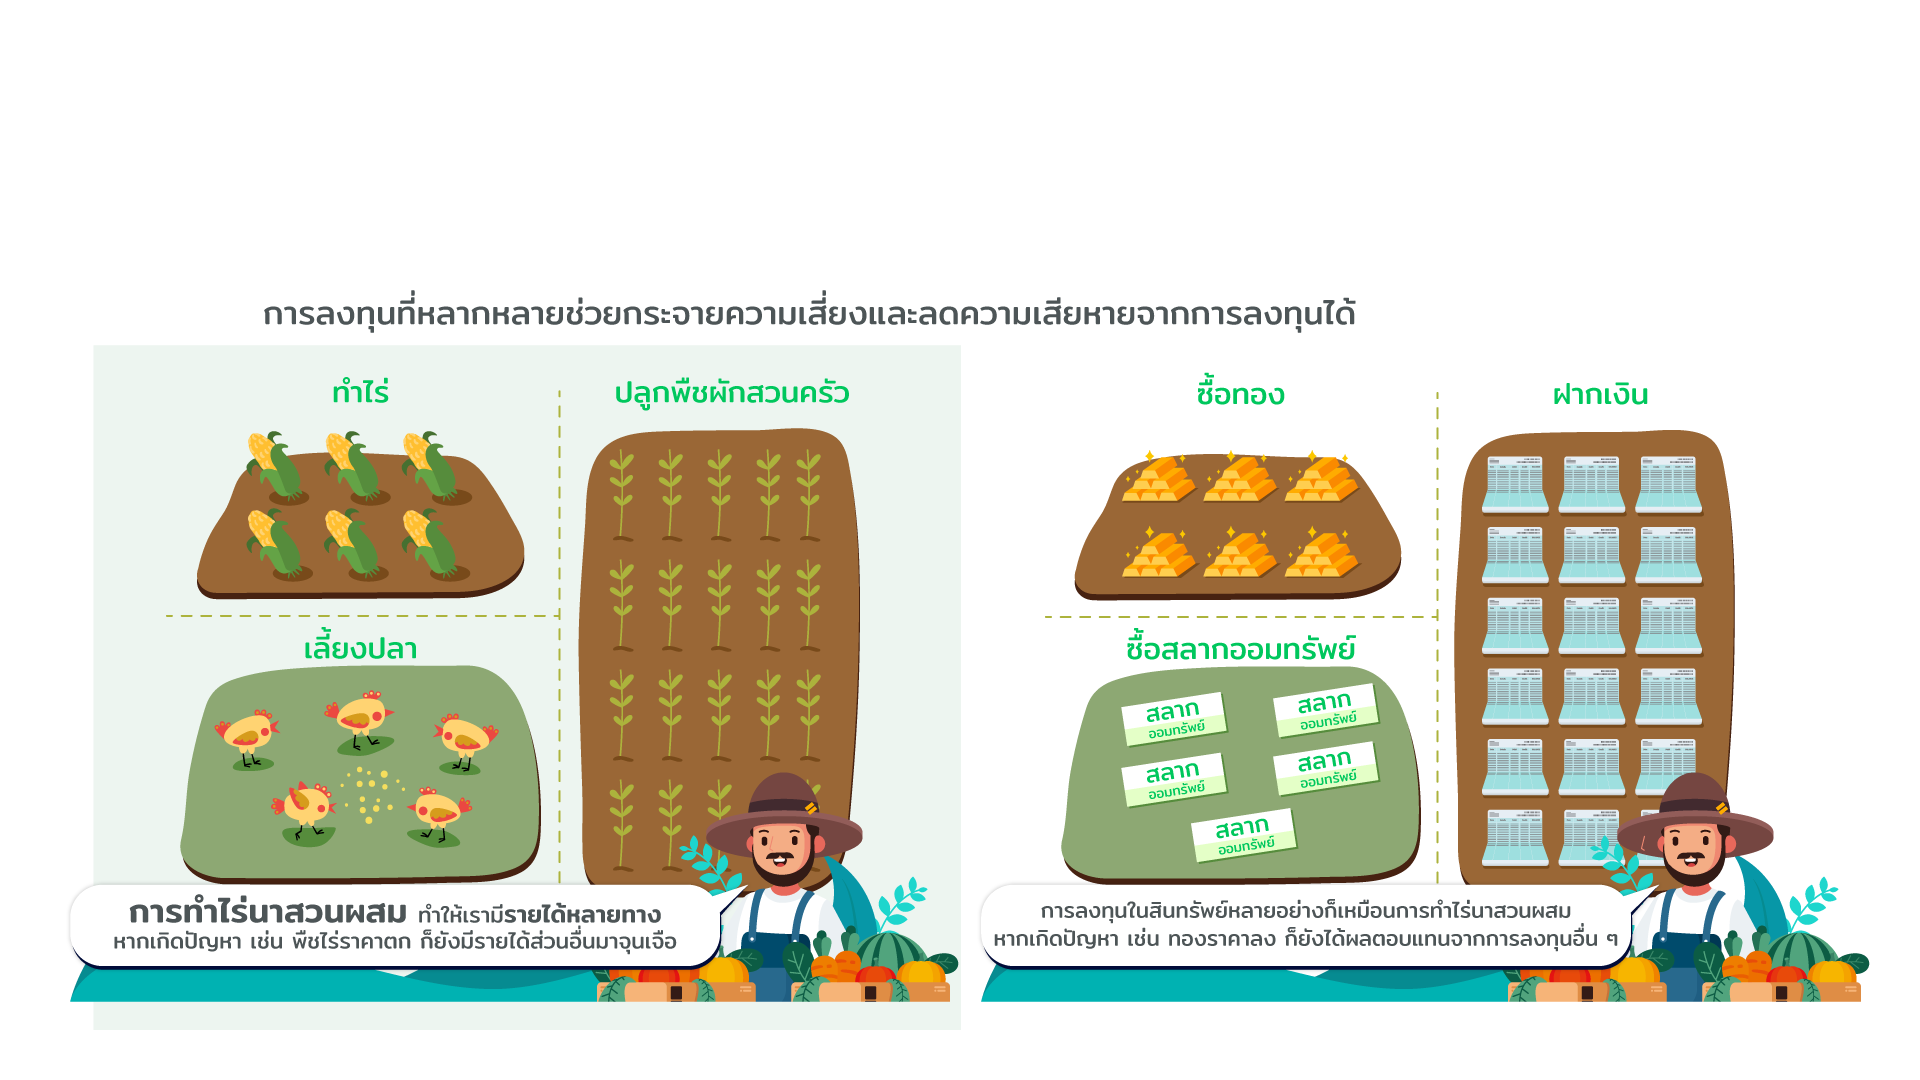 การลงทุนที่หลากหลายช่วยกระจายความเสี่ยงและลดความเสียหายจากการลงทุนได้
ทำไร่
ปลูกพืชผักสวนครัว
เลี้ยงปลา
การทำไร่นาสวนผสม ทำให้เรามีรายได้หลายทาง
หากเกิดปัญหา เช่น พืชไร่ราคาตก ก็ยังมีรายได้ส่วนอื่นมาจุนเจือ
ซื้อทอง
ฝากเงิน
ซื้อสลากออมทรัพย์
สลาก
ออมทรัพย์
สลาก
ออมทรัพย์
สลาก
ออมทรัพย์
สลาก
ออมทรัพย์
สลาก
ออมทรัพย์
การลงทุนในสินทรัพย์หลายอย่างก็เหมือนการทำไร่นาสวนผสม
หากเกิดปัญหา เช่น ทองราคาลง ก็ยังได้ผลตอบแทนจากการลงทุนอื่น ๆ